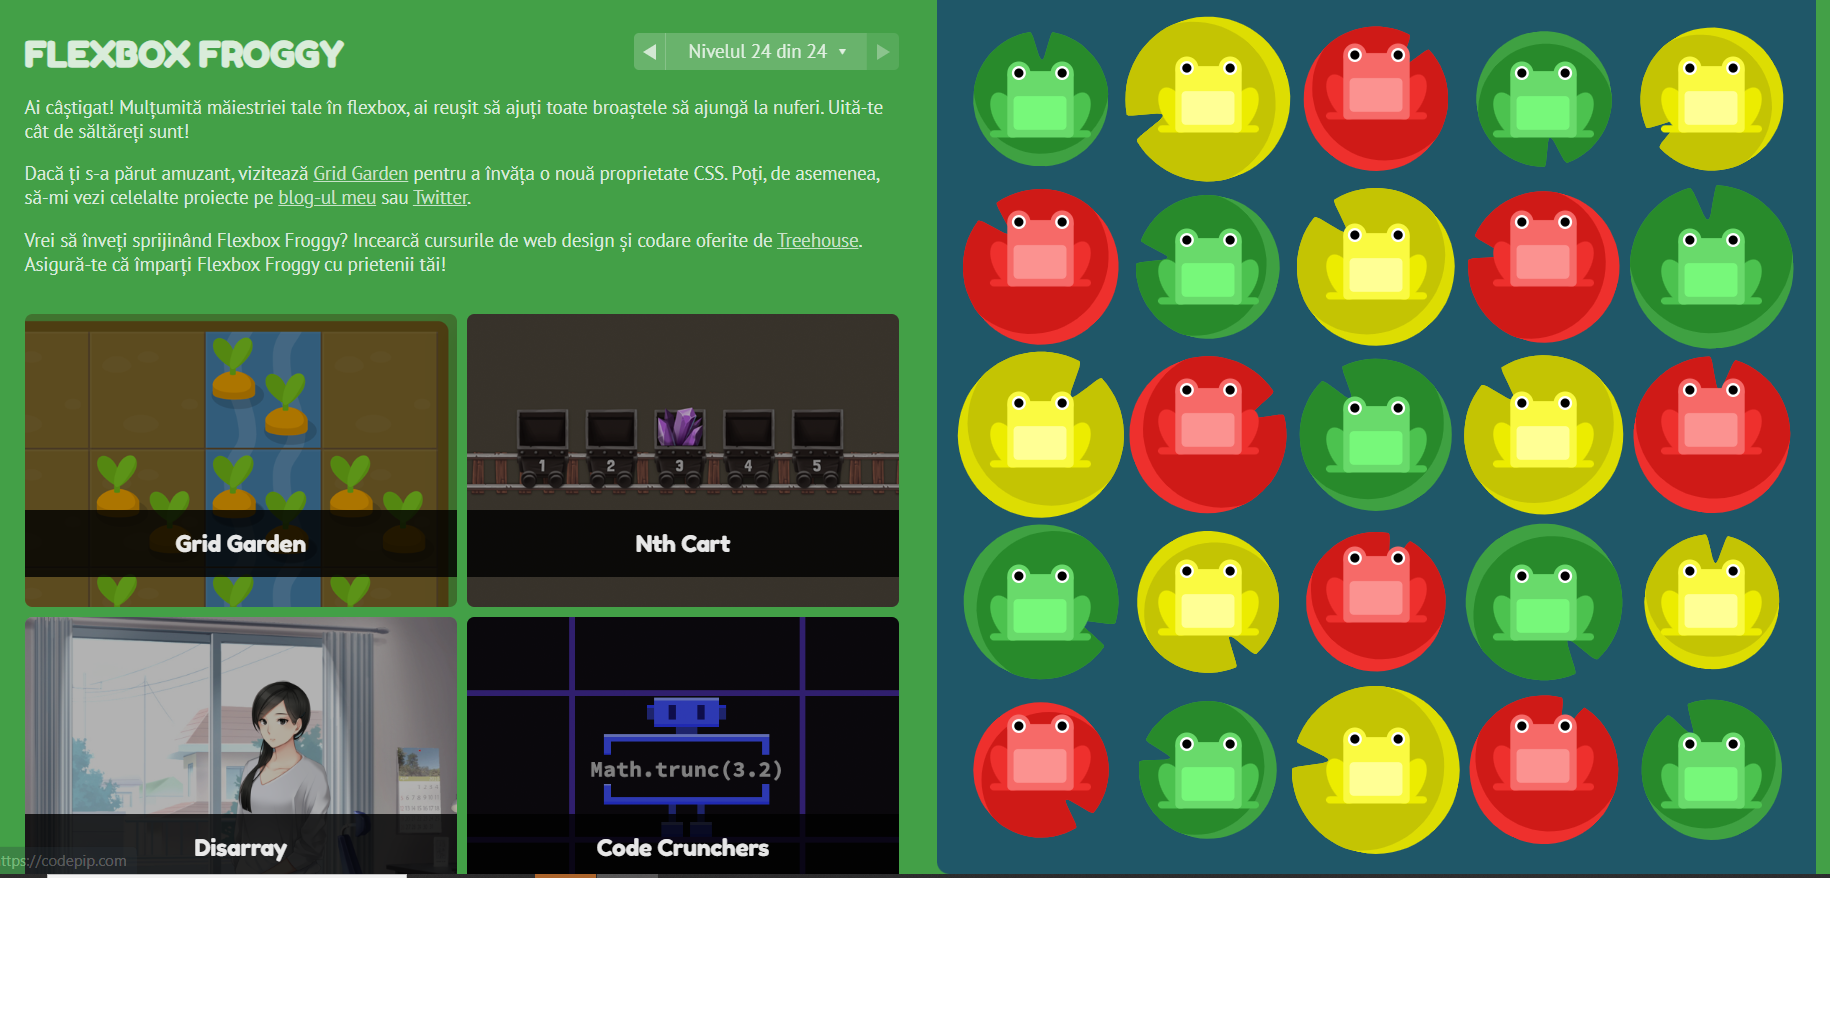 FLEXBOX FROGGY
Nivelul 24 din 24
Ai câștigat! Mulțumită măiestriei tale în flexbox, ai reușit să ajuți toate broaștele să ajungă la nuferi. Uită-te
cât de săltăreți sunt!
Dacă ți s-a părut amuzant, vizitează Grid Garden pentru a învăța o nouă proprietate CSS. Poți, de asemenea,
să-mi vezi celelalte proiecte pe blog-ul meu sau Twitter.
Vrei să înveți sprijinând Flexbox Froggy? Incearcă cursurile de web design și codare oferite de Treehouse.
Asigură-te că împarți Flexbox Froggy cu prietenii tăi!
1 2 3 4 5
Grid Garden
Nth Cart
Math.trunc(3.2)
Disarray
Code Crunchers
ttps://codepip.com